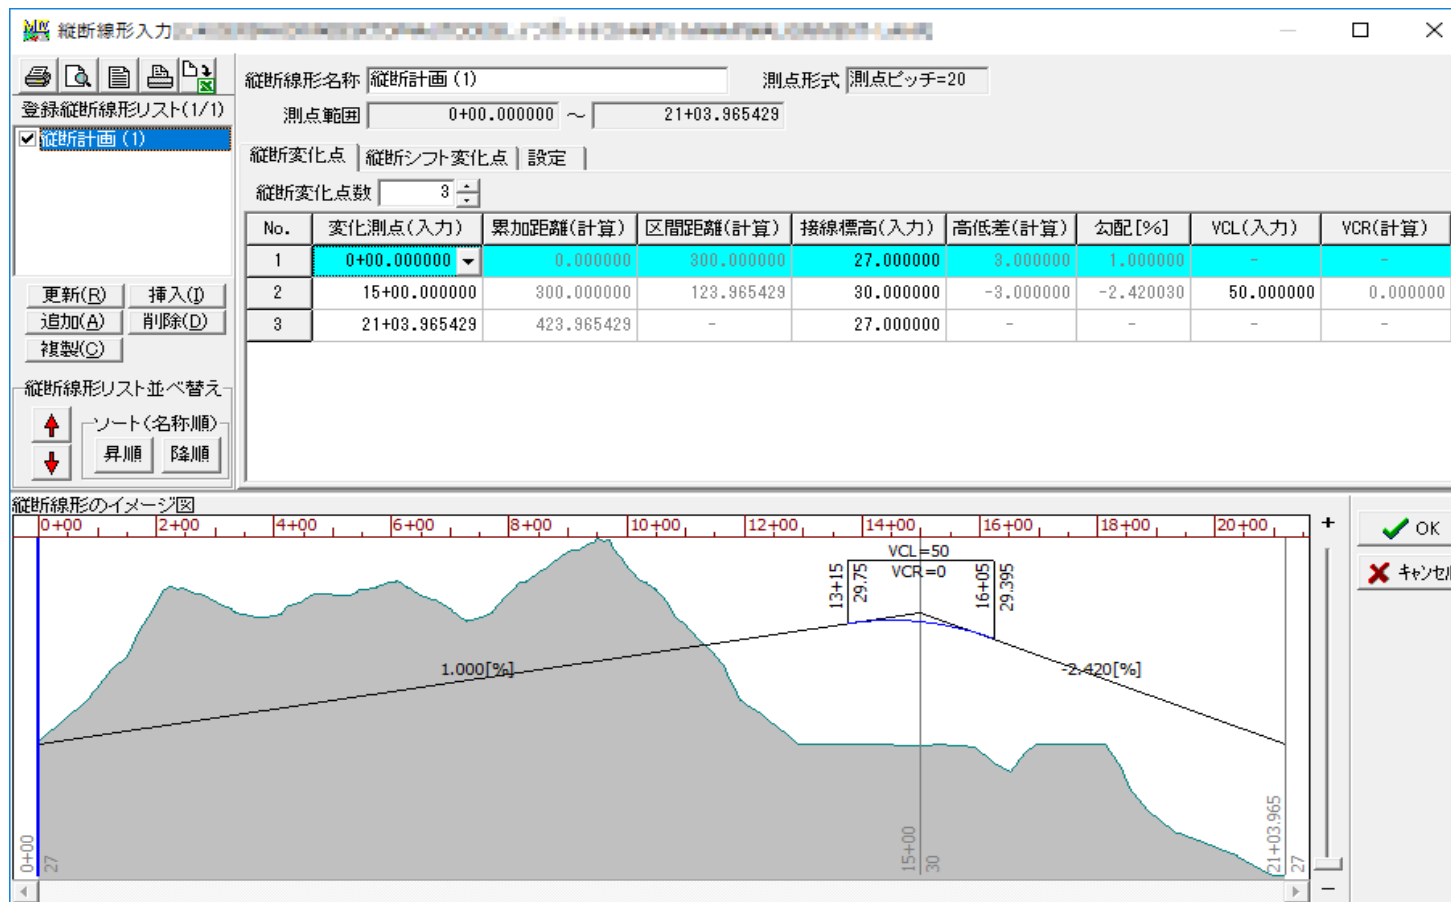 縦断線形入力
縦断線形名称 縦断計画 (1) 測点形式 測点ピッチ=20
登録縦断線形リスト(1/1)
測点範囲 0+00.000000 ～ 21+03.965429
縦断計画 (1)
縦断変化点 縦断シフト変化点 設定
縦断変化点数 3
No. 変化測点(入力) 累加距離(計算) 区間距離(計算) 接線標高(入力) 高低差(計算) 勾配[%] VCL(入力) VCR(計算)
1 0+00.000000 0.000000 300.000000 27.000000 3.000000 1.000000 - -
2 15+00.000000 300.000000 123.965429 30.000000 -3.000000 -2.420030 50.000000 0.000000
3 21+03.965429 423.965429 - 27.000000 - - - -
更新(R) 挿入(I)
追加(A) 削除(D)
複製(C)
縦断線形リスト並べ替え
ソート(名称順)
昇順 降順
縦断線形のイメージ図
0+00 2+00 4+00 6+00 8+00 10+00 12+00 14+00 16+00 18+00 20+00
VCL=50
VCR=0
13+15
29.75
16+05
29.395
1.000[%]
-2.420[%]
0+00
27
15+00
30
21+03.965
27
+
−
OK
キャンセル